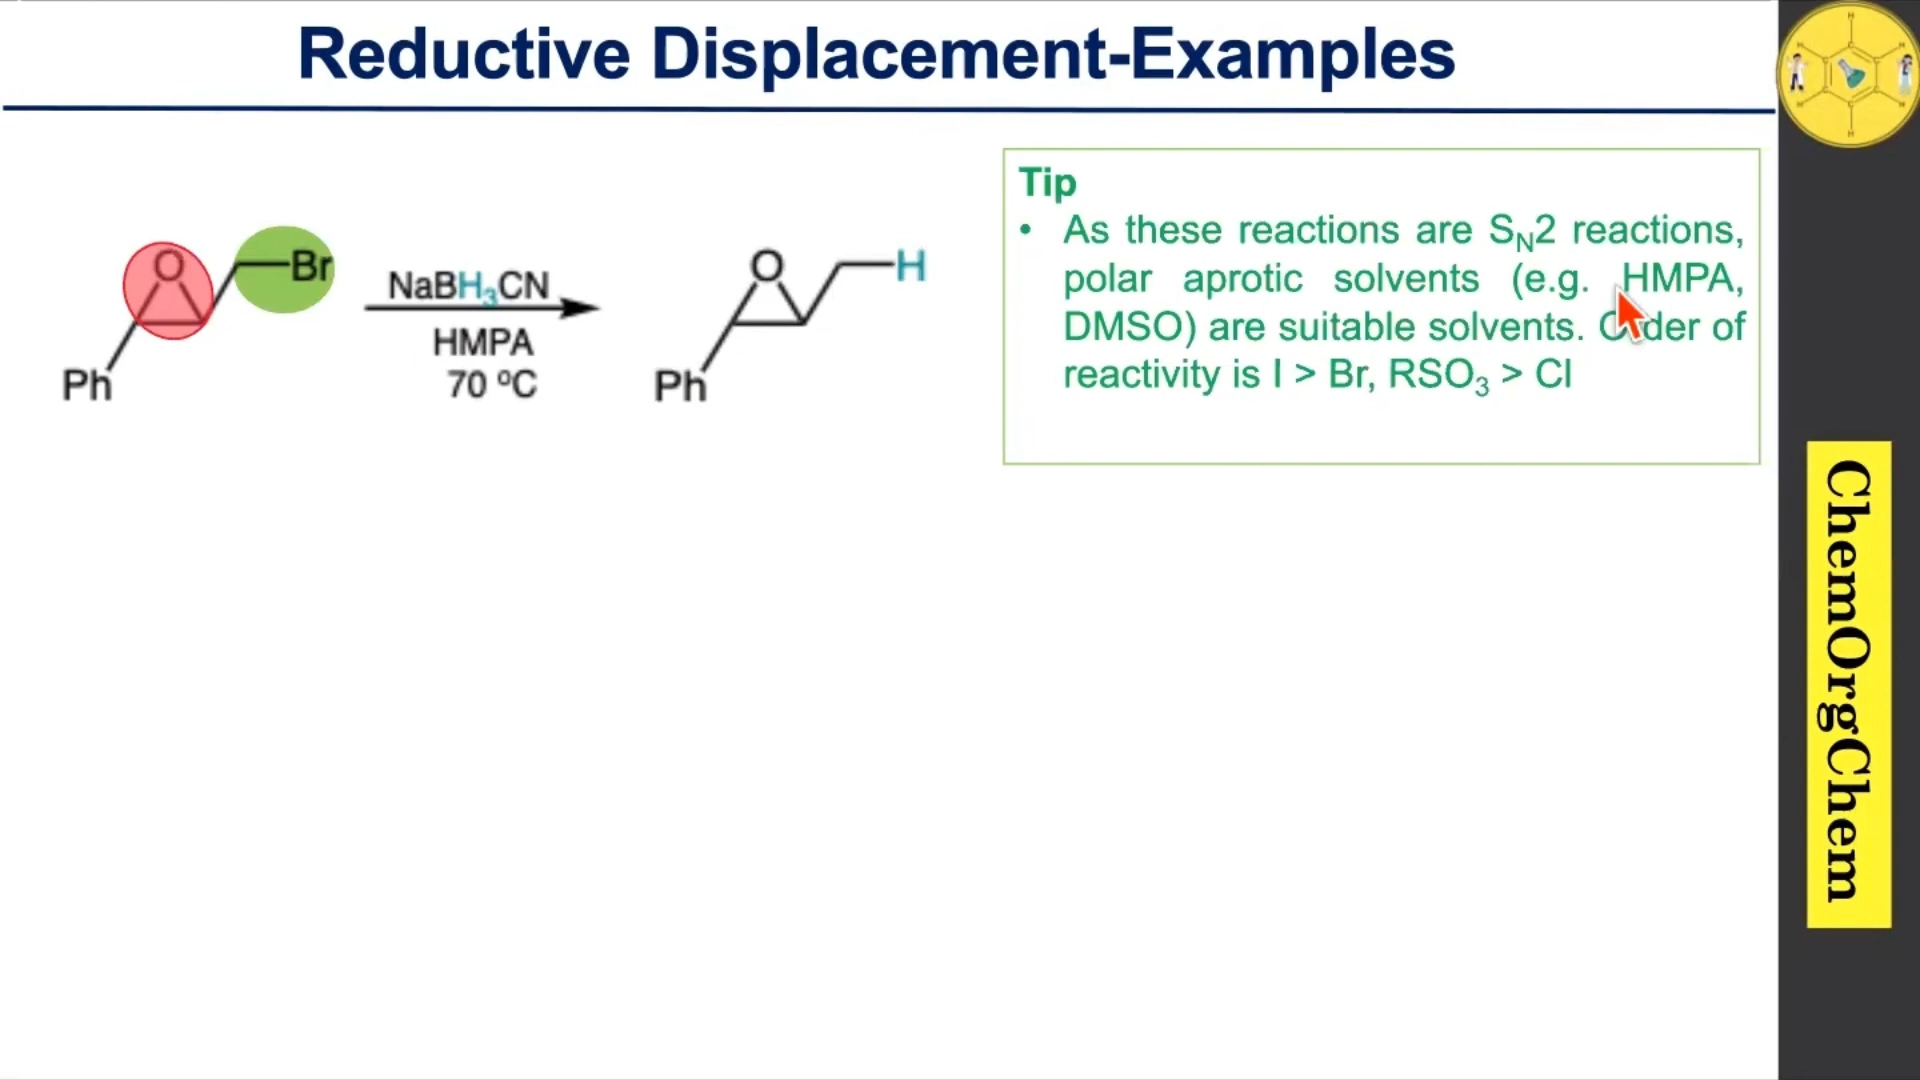 Reductive Displacement-Examples
Tip
• As these reactions are SN2 reactions,
polar aprotic solvents (e.g. HMPA,
DMSO) are suitable solvents. Order of
reactivity is I > Br, RSO3 > Cl
O
Br
Ph
NaBH3CN
HMPA
70 ºC
O
H
Ph
ChemOrgChem
H
H
H
H
H
H